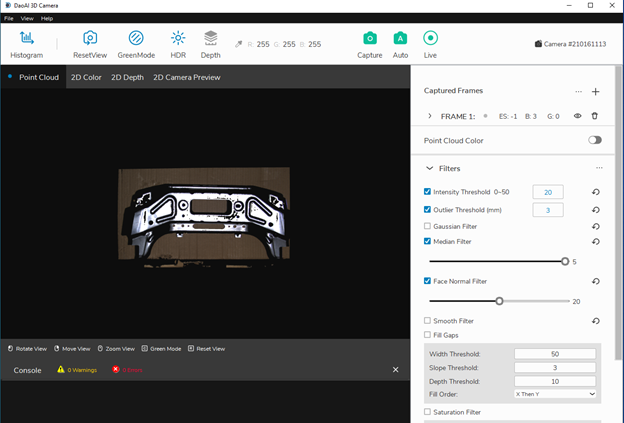 DaoAI 3D Camera
File View Help
Histogram ResetView GreenMode HDR Depth R: 255 G: 255 B: 255 Capture Auto Live Camera #210161113
Point Cloud 2D Color 2D Depth 2D Camera Preview
Captured Frames
FRAME 1: ES: -1 B: 3 G: 0
Point Cloud Color
Filters
Intensity Threshold 0~50 20
Outlier Threshold (mm) 3
Gaussian Filter
Median Filter
5
Face Normal Filter
20
Smooth Filter
Fill Gaps
Width Threshold: 50
Slope Threshold: 3
Depth Threshold: 10
Fill Order: X Then Y
Saturation Filter
Rotate View Move View Zoom View Green Mode Reset View
Console 0 Warnings 0 Errors